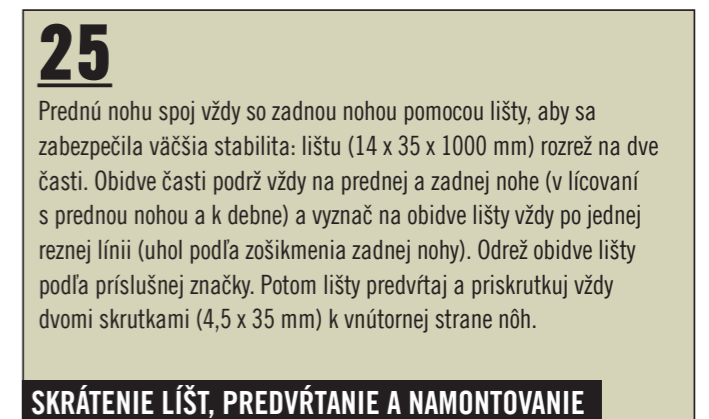 25
Prednú nohu spoj vždy so zadnou nohou pomocou lišty, aby sa
zabezpečila väčšia stabilita: lištu (14 x 35 x 1000 mm) rozrež na dve
časti. Obidve časti podrž vždy na prednej a zadnej nohe (v lícovaní
s prednou nohou a k debne) a vyznač na obidve lišty vždy po jednej
reznej línii (uhol podľa zošikmenia zadnej nohy). Odrež obidve lišty
podľa príslušnej značky. Potom lišty predvŕtaj a priskrutkuj vždy
dvomi skrutkami (4,5 x 35 mm) k vnútornej strane nôh.
SKRÁTENIE LÍŠT, PREDVŔTANIE A NAMONTOVANIE